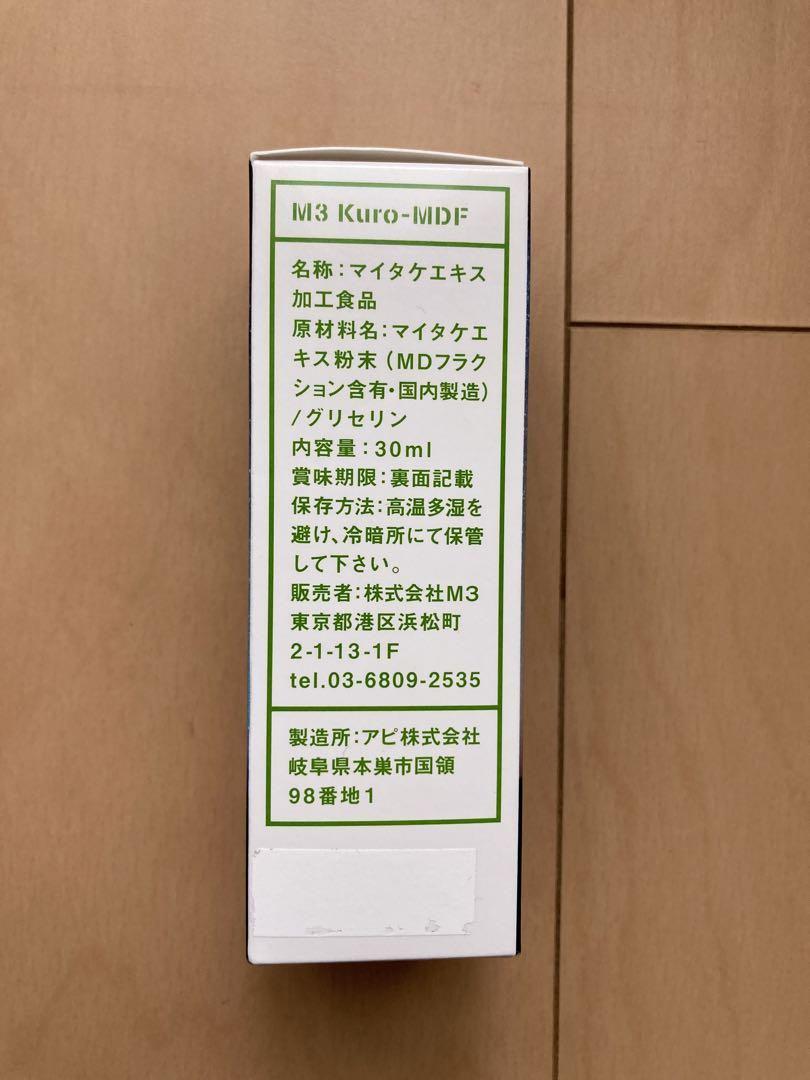 M3 Kuro-MDF
名称：マイタケエキス
加工食品
原材料名：マイタケエ
キス粉末（MDフラク
ション含有・国内製造）
/グリセリン
内容量：30ml
賞味期限：裏面記載
保存方法：高温多湿を
避け、冷暗所にて保管
して下さい。
販売者：株式会社M3
東京都港区浜松町
2-1-13-1F
tel.03-6809-2535
製造所：アピ株式会社
岐阜県本巣市国領
98番地1